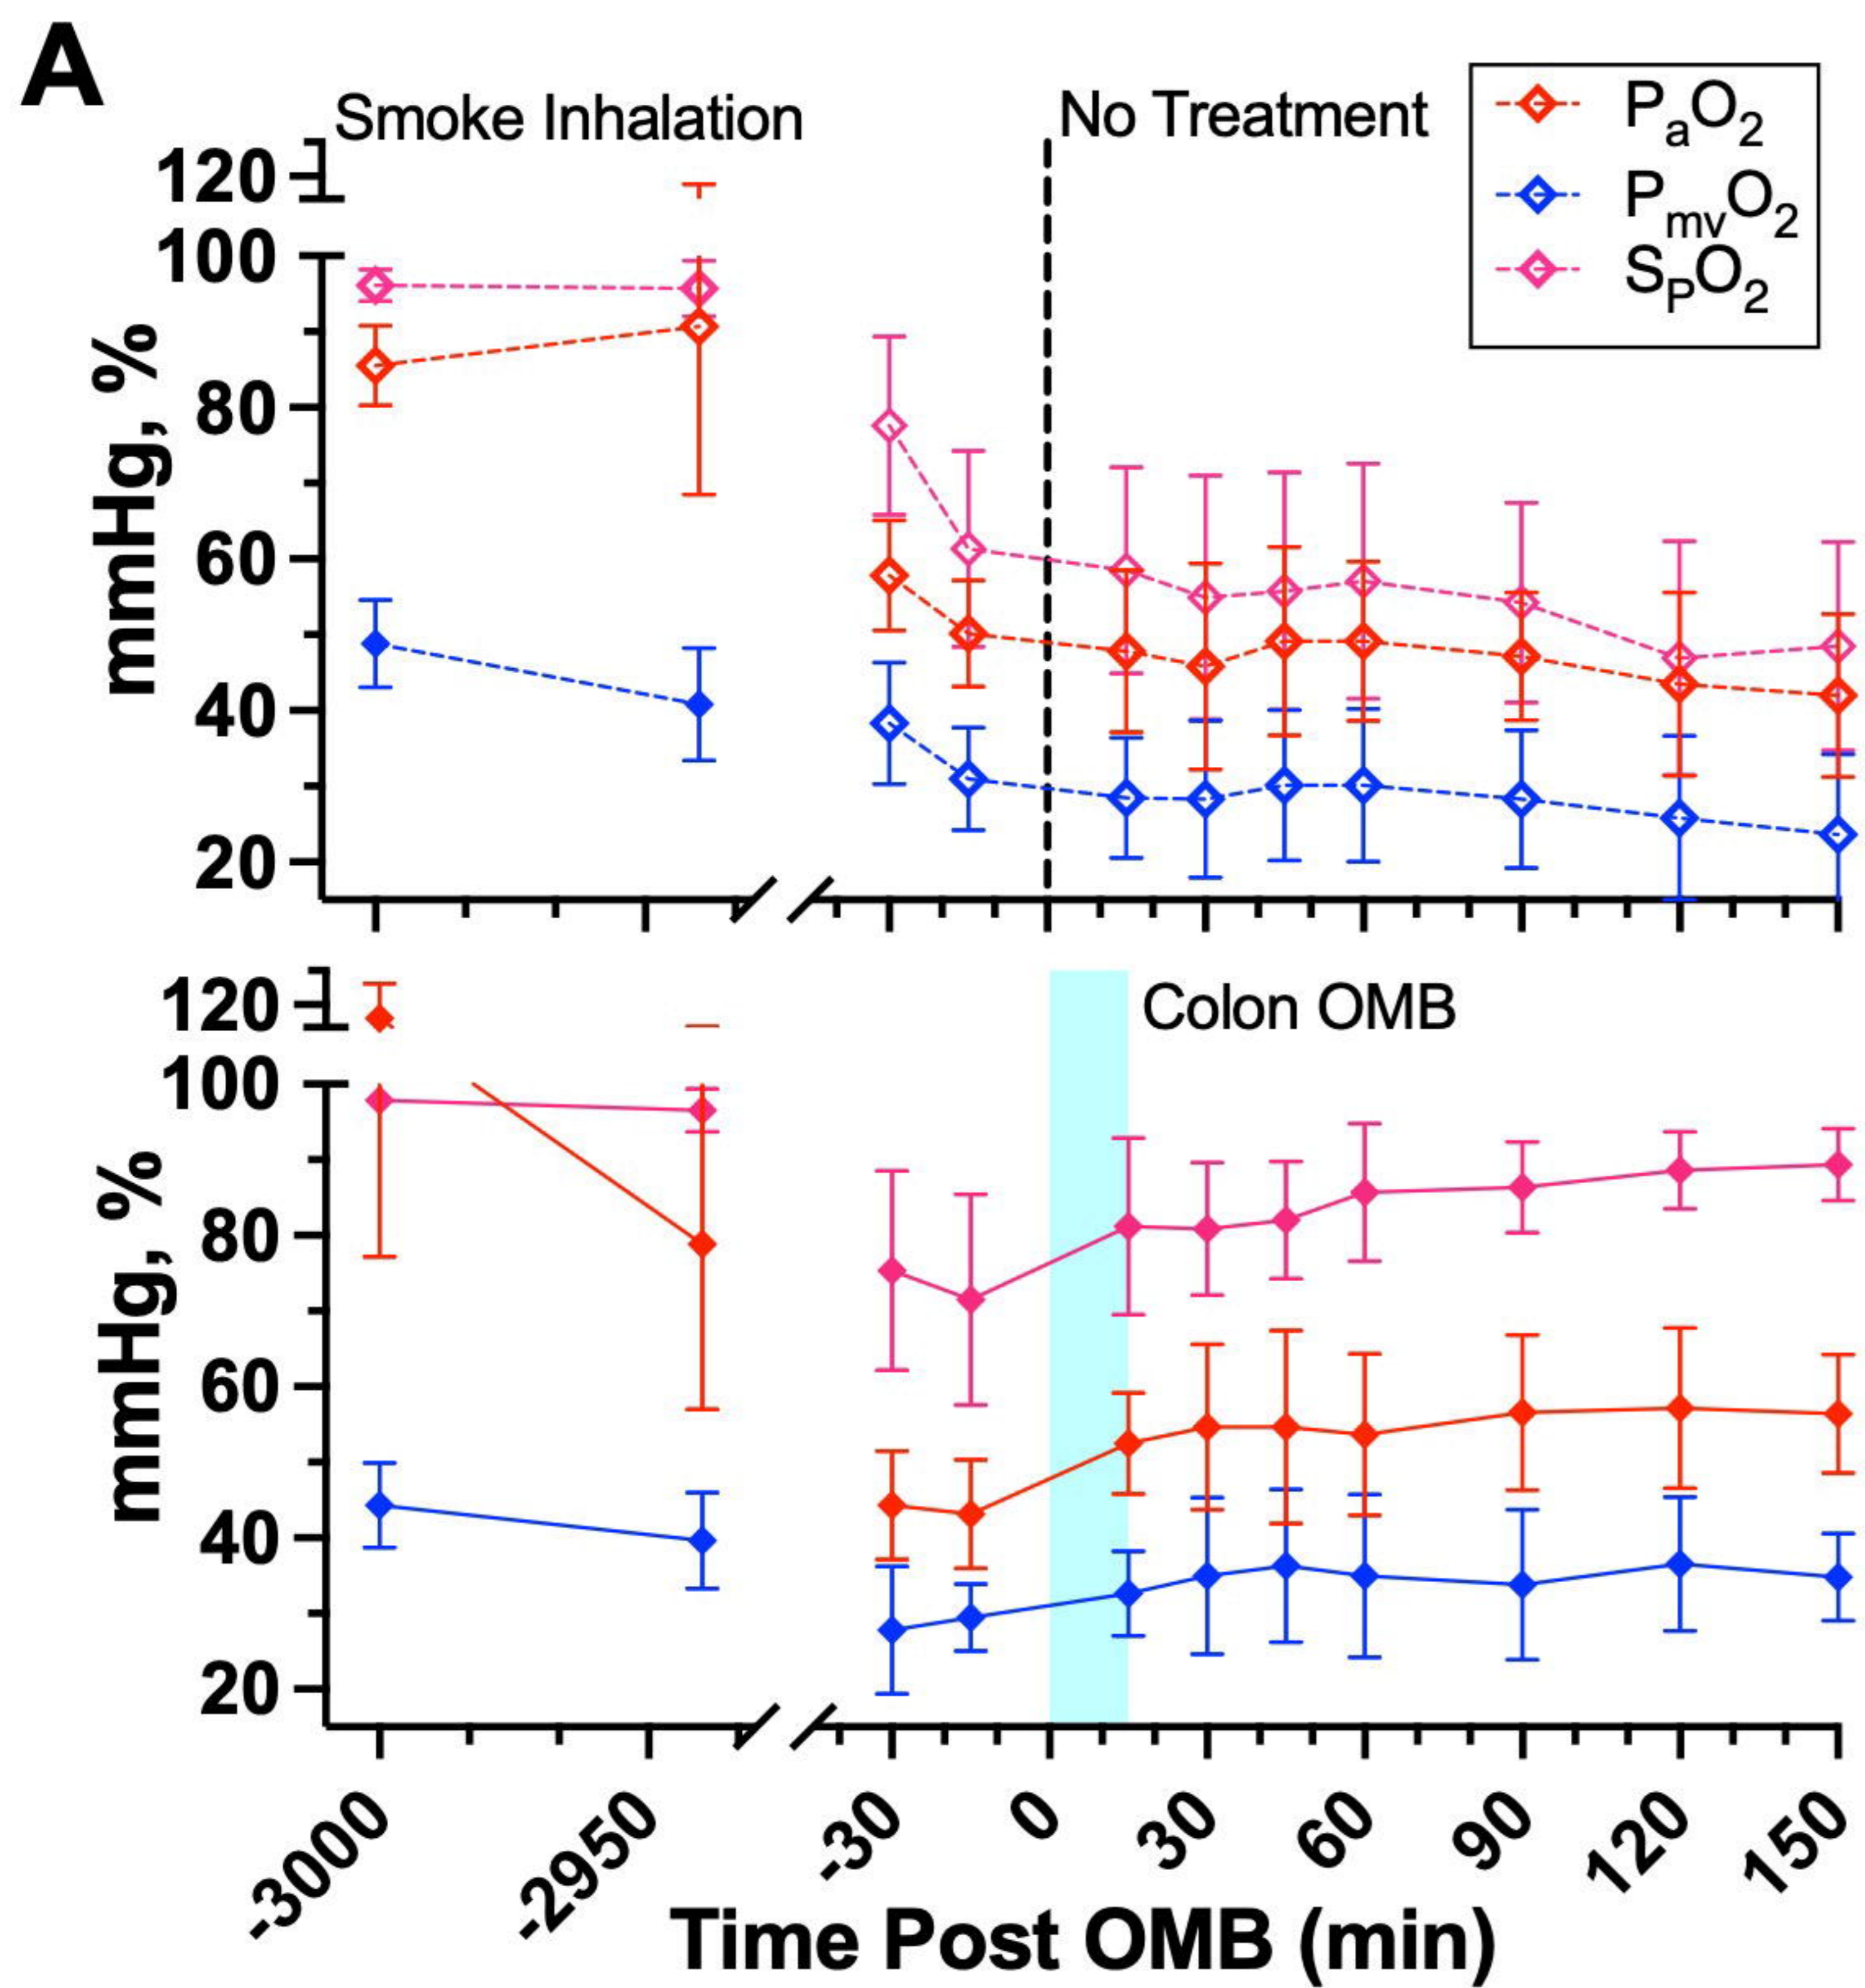 A
Smoke Inhalation
No Treatment
PaO2
PmvO2
SPO2
mmHg, %
120
100
80
60
40
20
Colon OMB
mmHg, %
120
100
80
60
40
20
-3000 -2950 -30 0 30 60 90 120 150
Time Post OMB (min)